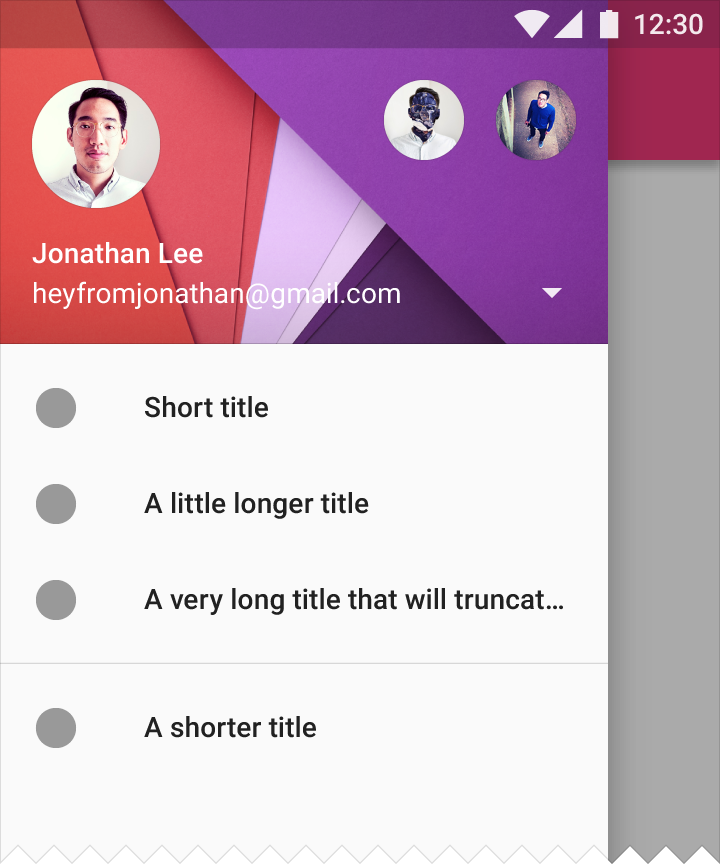 12:30
Jonathan Lee
heyfromjonathan@gmail.com
Short title
A little longer title
A very long title that will truncat…
A shorter title